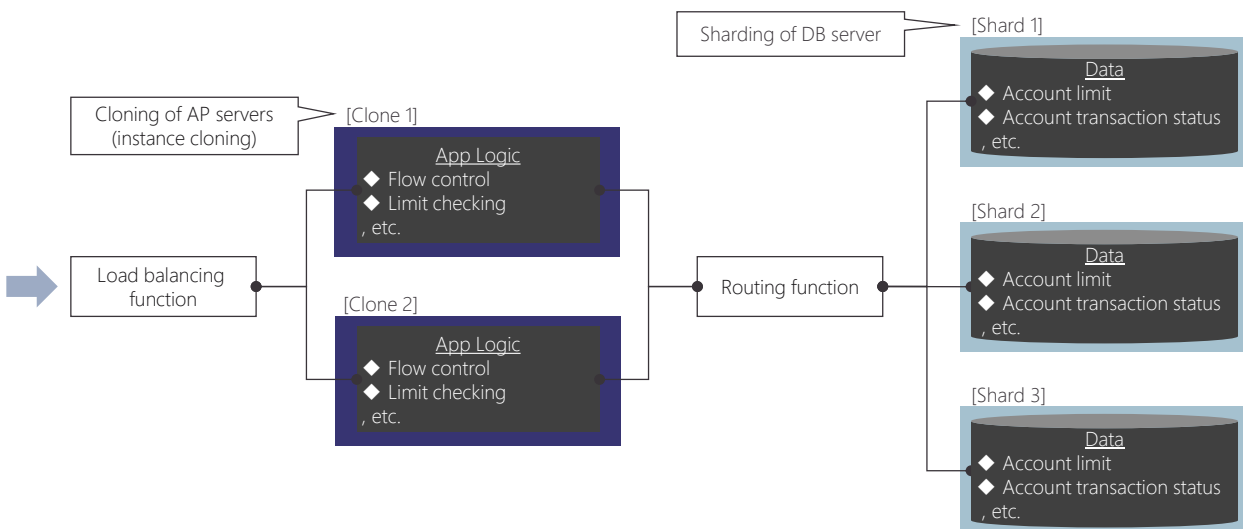 Cloning of AP servers
(instance cloning)
Load balancing
function
[Clone 1]
App Logic
◆ Flow control
◆ Limit checking
, etc.
[Clone 2]
App Logic
◆ Flow control
◆ Limit checking
, etc.
Routing function
Sharding of DB server
[Shard 1]
Data
◆ Account limit
◆ Account transaction status
, etc.
[Shard 2]
Data
◆ Account limit
◆ Account transaction status
, etc.
[Shard 3]
Data
◆ Account limit
◆ Account transaction status
, etc.